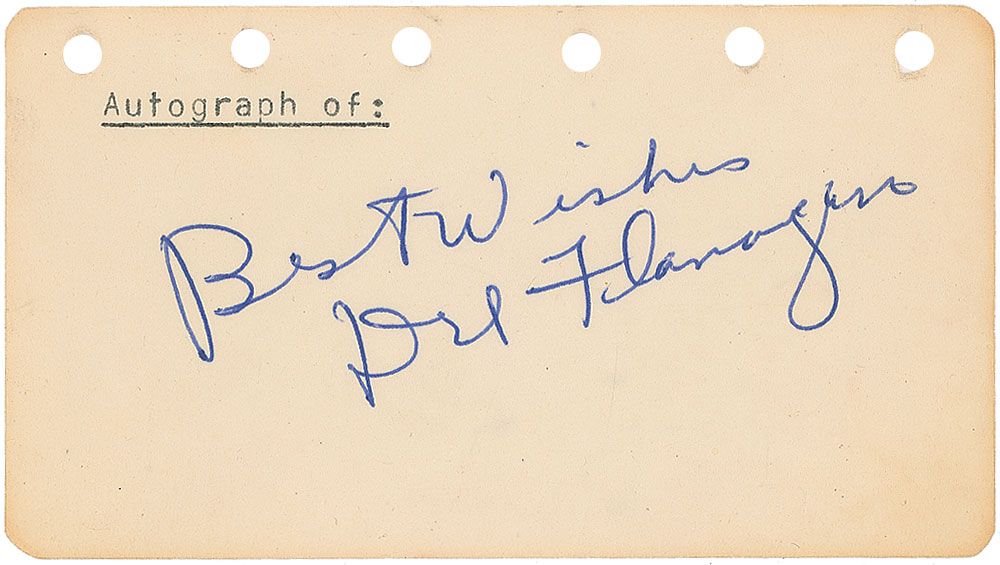 Autograph of:
Best Wishes
Del Flanagan